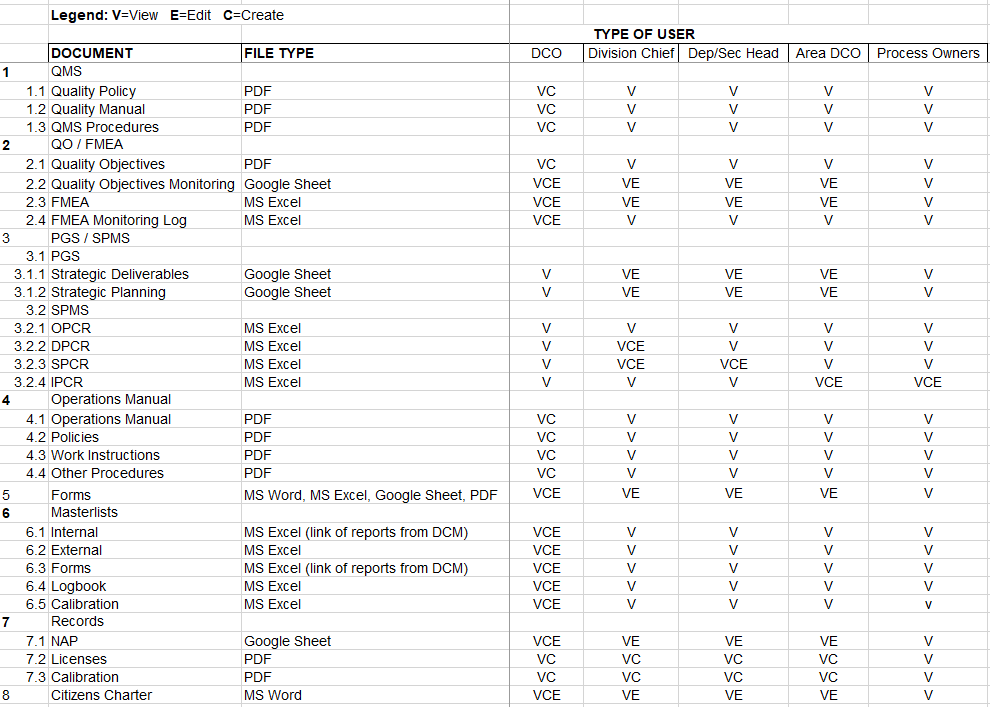 Legend: V=View E=Edit C=Create
TYPE OF USER
DOCUMENT FILE TYPE DCO Division Chief Dep/Sec Head Area DCO Process Owners
1 QMS
1.1 Quality Policy PDF VC V V V V
1.2 Quality Manual PDF VC V V V V
1.3 QMS Procedures PDF VC V V V V
2 QO / FMEA
2.1 Quality Objectives PDF VC V V V V
2.2 Quality Objectives Monitoring Google Sheet VCE VE VE VE V
2.3 FMEA MS Excel VCE VE VE VE V
2.4 FMEA Monitoring Log MS Excel VCE V V V V
3 PGS / SPMS
3.1 PGS
3.1.1 Strategic Deliverables Google Sheet V VE VE VE V
3.1.2 Strategic Planning Google Sheet V VE VE VE V
3.2 SPMS
3.2.1 OPCR MS Excel V V V V V
3.2.2 DPCR MS Excel V VCE V V V
3.2.3 SPCR MS Excel V VCE VCE V V
3.2.4 IPCR MS Excel V V V VCE VCE
4 Operations Manual
4.1 Operations Manual PDF VC V V V V
4.2 Policies PDF VC V V V V
4.3 Work Instructions PDF VC V V V V
4.4 Other Procedures PDF VC V V V V
5 Forms MS Word, MS Excel, Google Sheet, PDF VCE VE VE VE V
6 Masterlists
6.1 Internal MS Excel (link of reports from DCM) VCE V V V V
6.2 External MS Excel VCE V V V V
6.3 Forms MS Excel (link of reports from DCM) VCE V V V V
6.4 Logbook MS Excel VCE V V V V
6.5 Calibration MS Excel VCE V V V v
7 Records
7.1 NAP Google Sheet VCE VE VE VE V
7.2 Licenses PDF VC VC VC VC V
7.3 Calibration PDF VC VC VC VC V
8 Citizens Charter MS Word VCE VE VE VE V